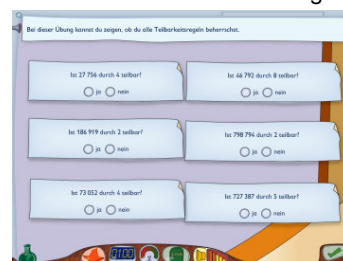 Bei dieser Übung kannst du zeigen, ob du alle Teilbarkeitsregeln beherrschst.
Ist 27 756 durch 4 teilbar?
ja nein
Ist 46 792 durch 8 teilbar?
ja nein
Ist 186 919 durch 2 teilbar?
ja nein
Ist 798 794 durch 2 teilbar?
ja nein
Ist 73 052 durch 4 teilbar?
ja nein
Ist 727 387 durch 5 teilbar?
ja nein